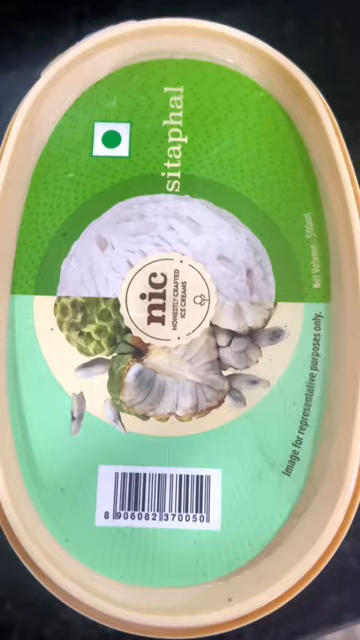 sitaphal
Net Volume: 500ml
nic
HONESTLY CRAFTED
ICE CREAMS
Image for representative purposes only.
8 906082 370050